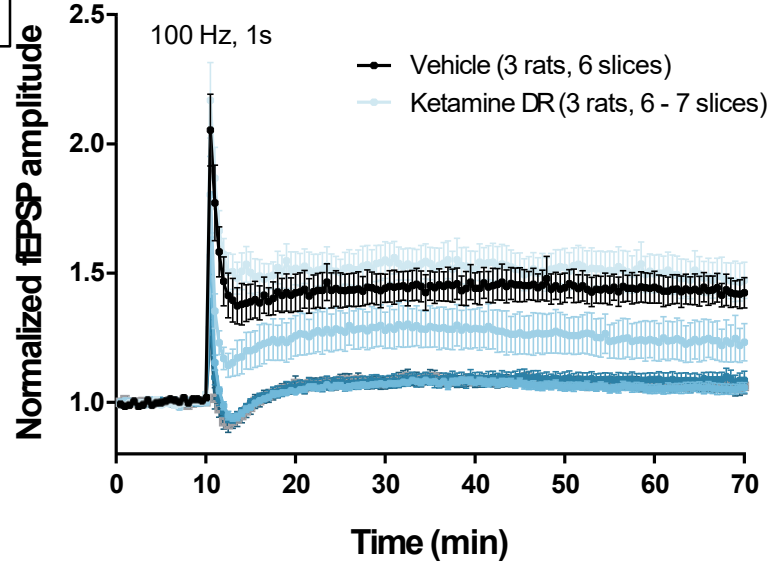 2.5
100 Hz, 1s
Vehicle (3 rats, 6 slices)
Ketamine DR (3 rats, 6 - 7 slices)
2.0
1.5
1.0
Normalized fEPSP amplitude
0 10 20 30 40 50 60 70
Time (min)